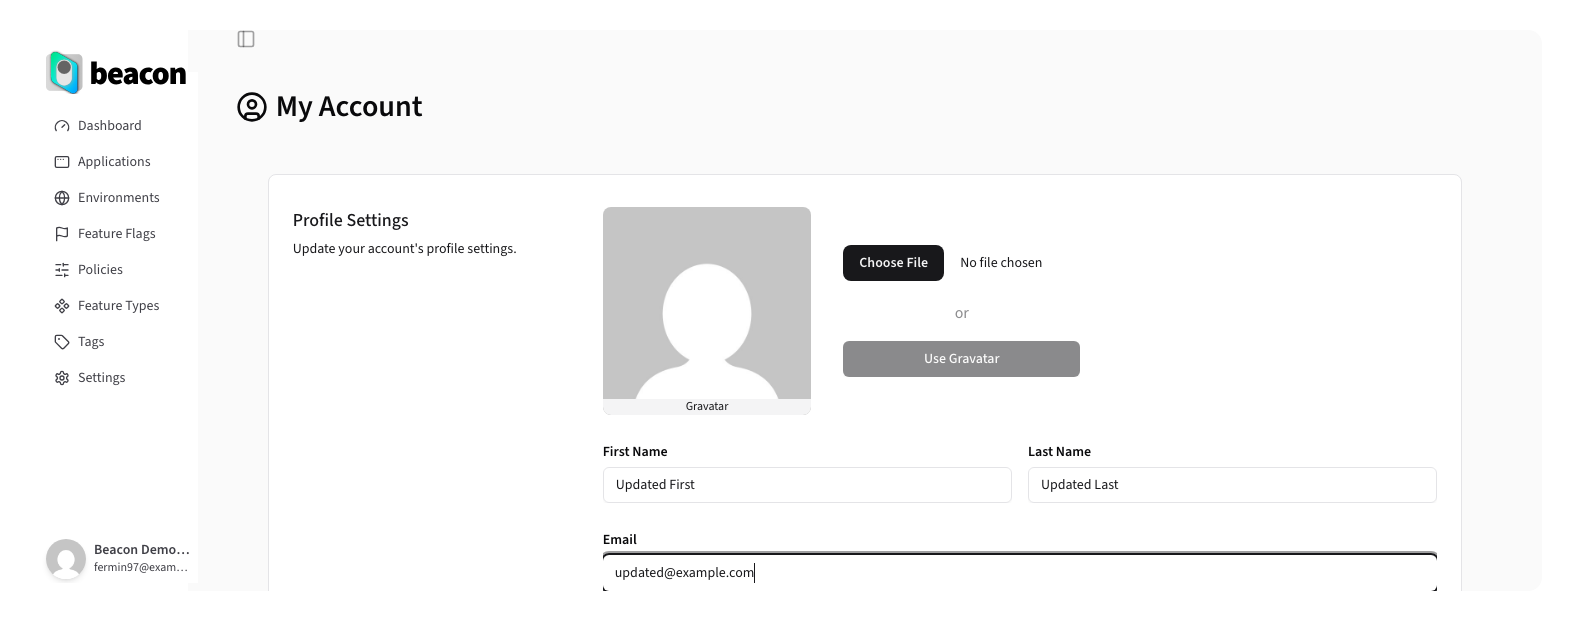 beacon
Dashboard
Applications
Environments
Feature Flags
Policies
Feature Types
Tags
Settings
Beacon Demo...
fermin97@exam...
My Account
Profile Settings
Update your account's profile settings.
Gravatar
Choose File No file chosen
or
Use Gravatar
First Name
Updated First
Last Name
Updated Last
Email
updated@example.com